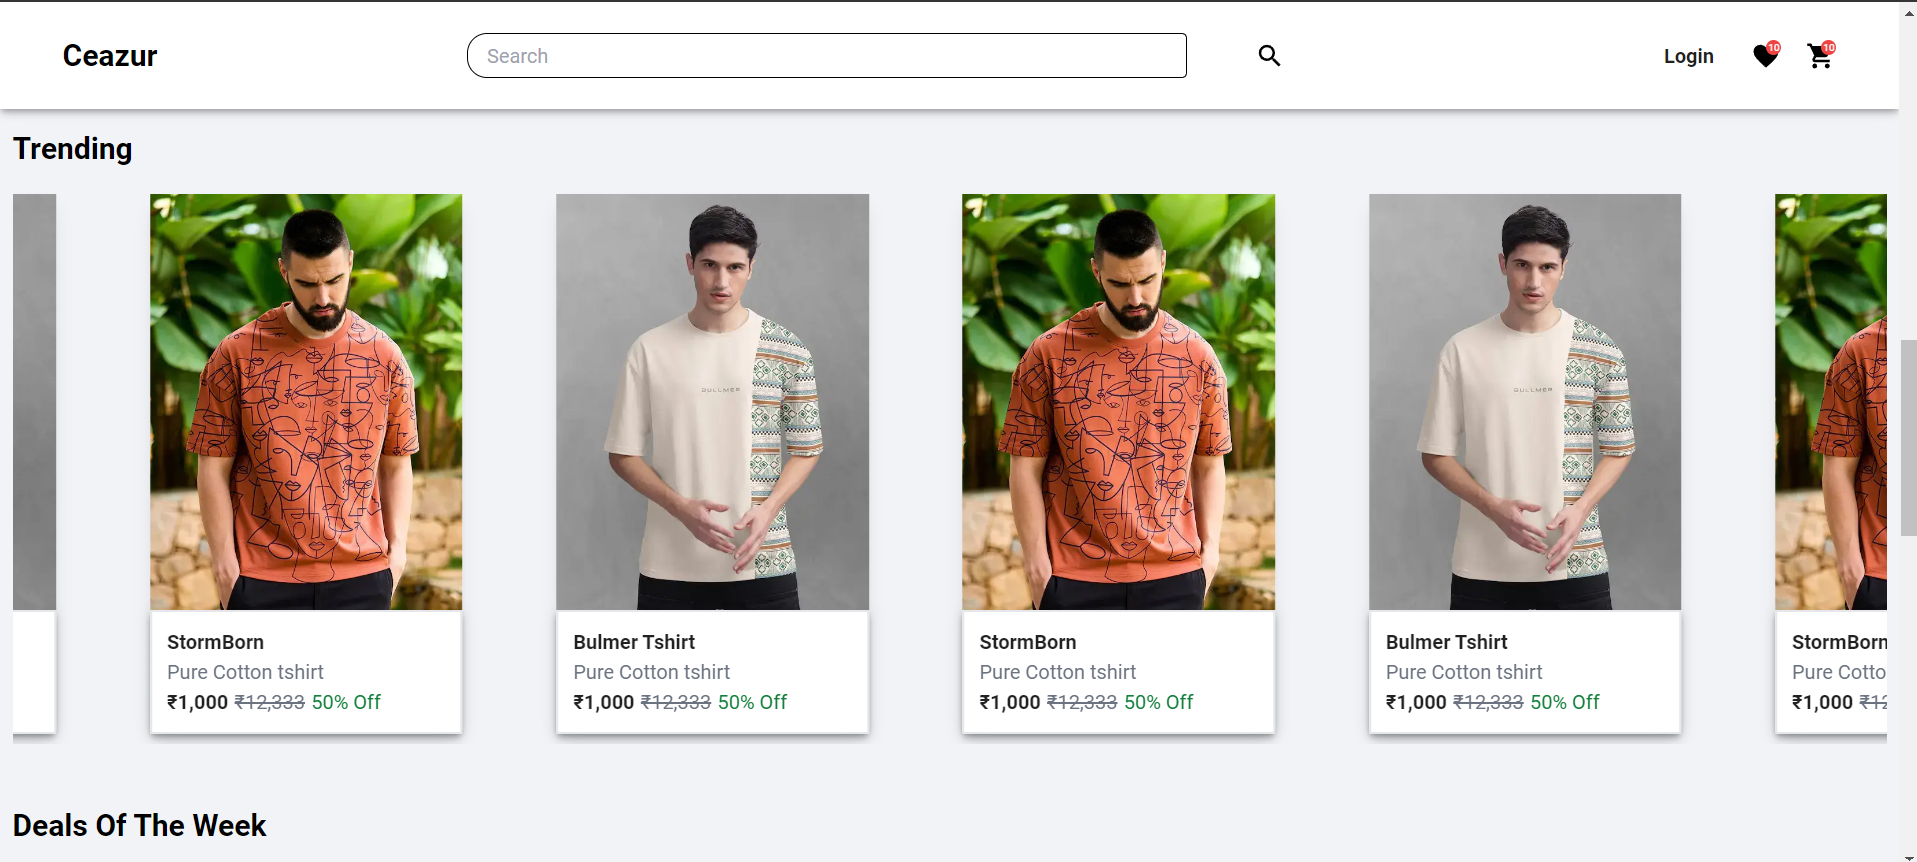 Ceazur
Search
Login
10
10
Trending
BULLMER
BULLMER
StormBorn
Pure Cotton tshirt
₹1,000 ₹12,333 50% Off
Bulmer Tshirt
Pure Cotton tshirt
₹1,000 ₹12,333 50% Off
StormBorn
Pure Cotton tshirt
₹1,000 ₹12,333 50% Off
Bulmer Tshirt
Pure Cotton tshirt
₹1,000 ₹12,333 50% Off
StormBorn
Pure Cotto
₹1,000 ₹12
Deals Of The Week